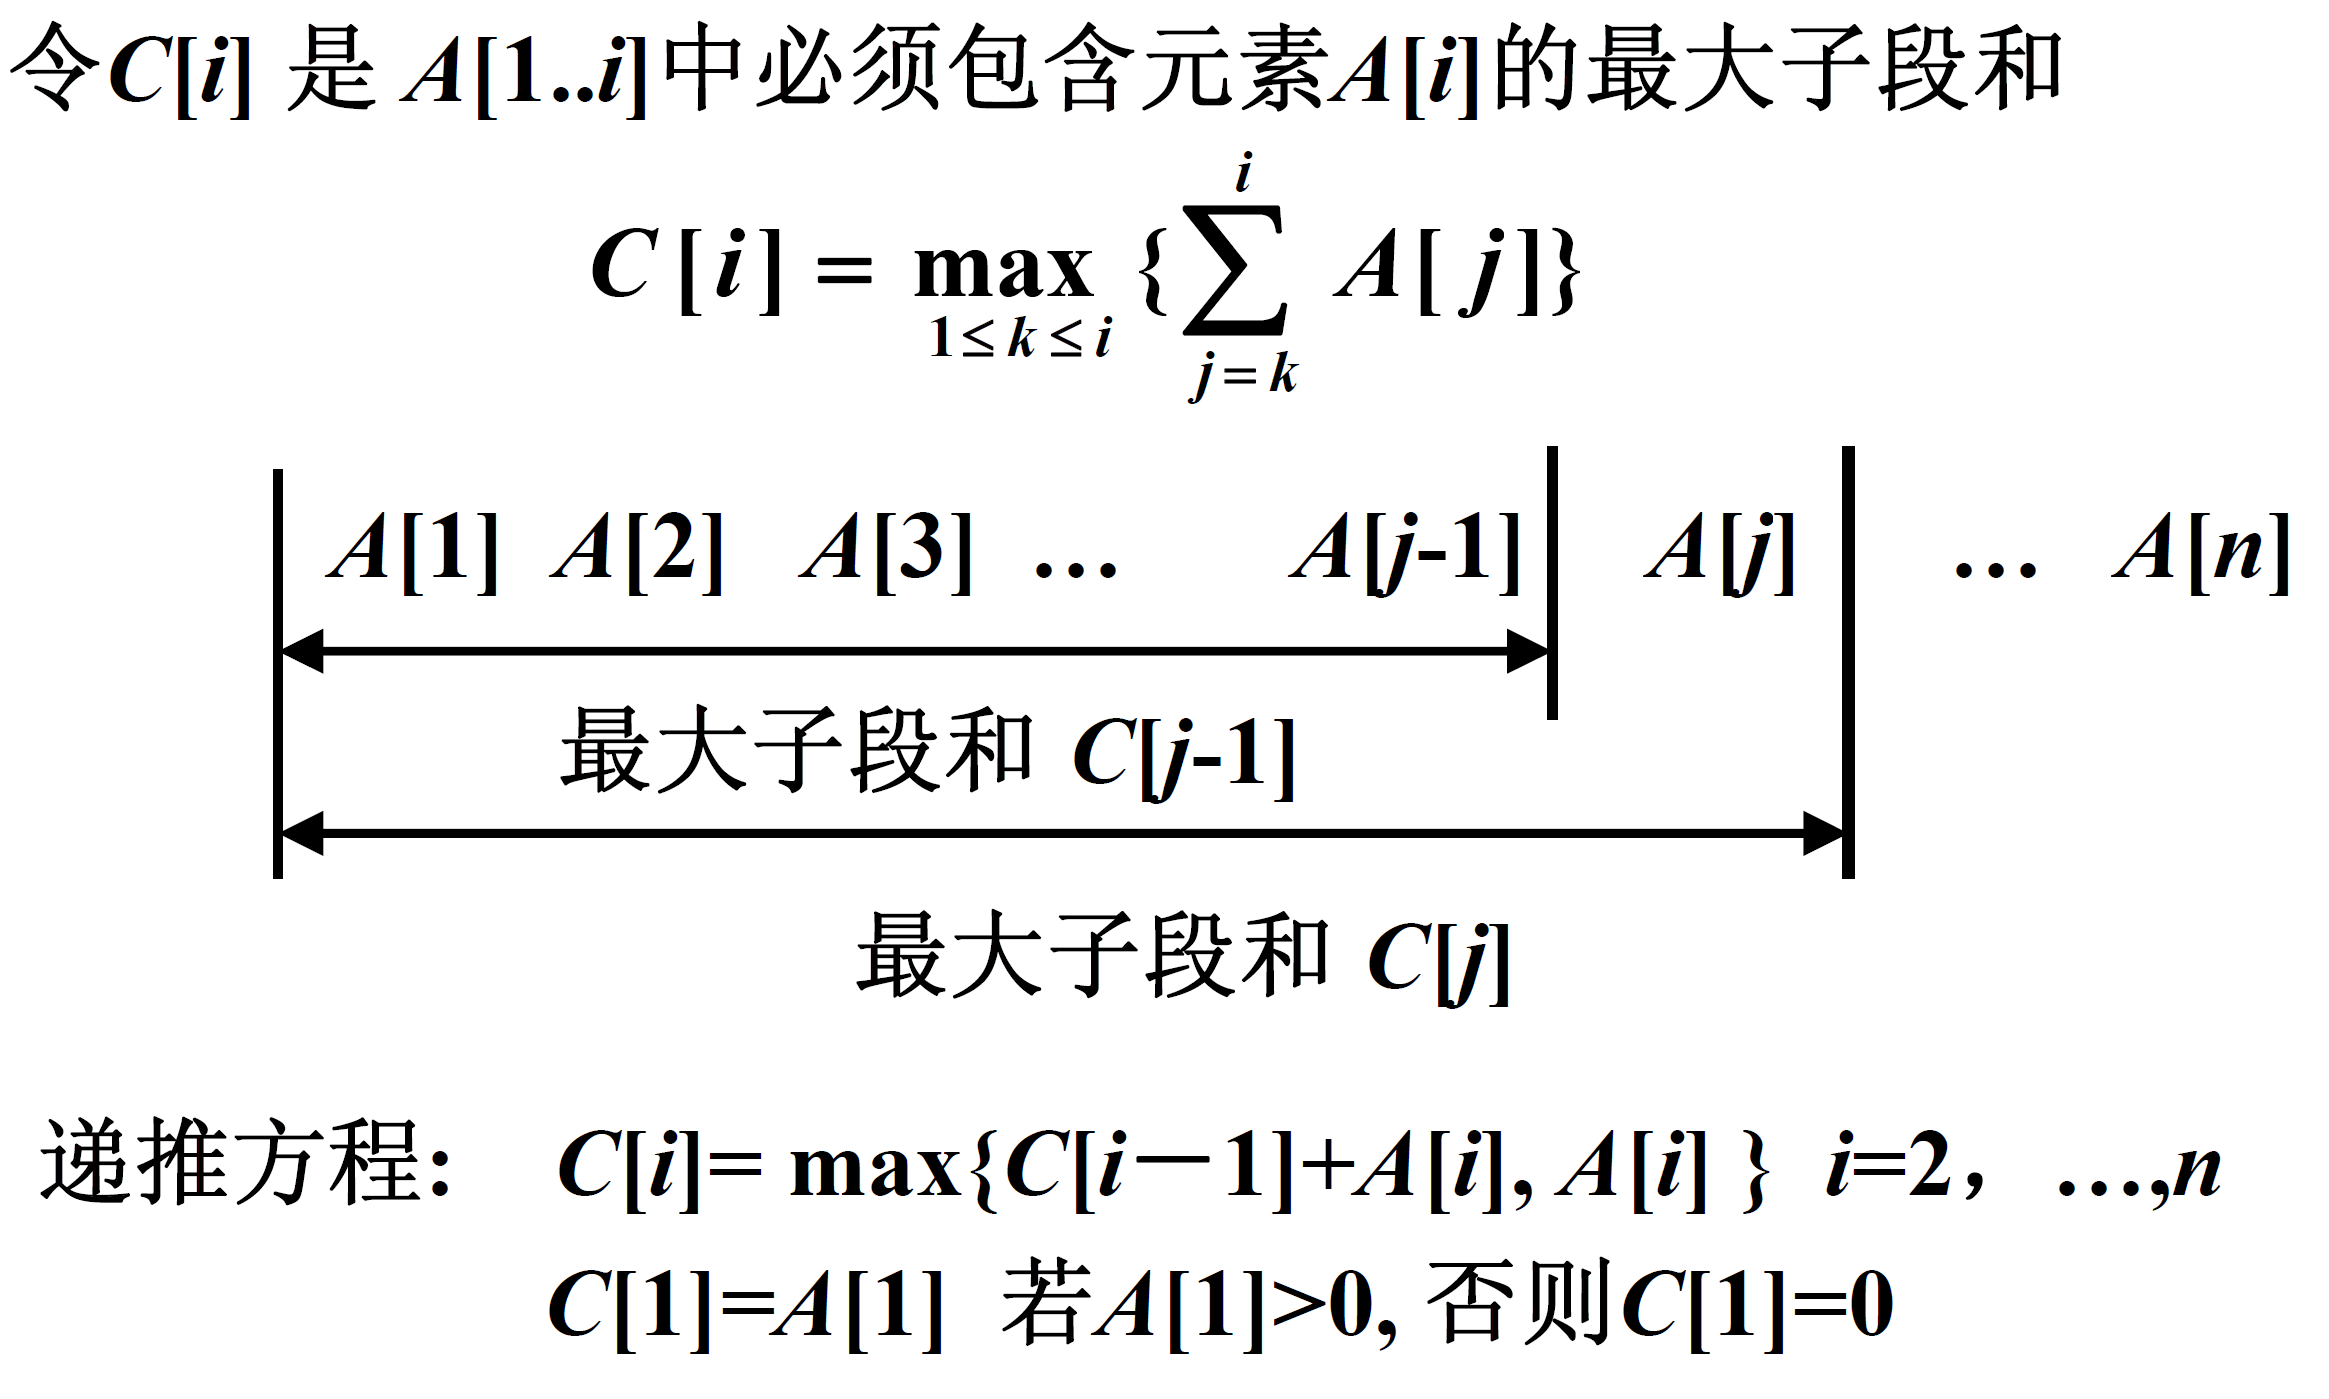 令C[i] 是 A[1..i]中必须包含元素A[i]的最大子段和
C[i] = max {∑ A[j]}
1≤k≤i j=k i
A[1] A[2] A[3] … A[j-1] A[j] … A[n]
最大子段和 C[j-1]
最大子段和 C[j]
递推方程: C[i]= max{C[i－1]+A[i], A[i] } i=2，…,n
C[1]=A[1] 若A[1]>0, 否则C[1]=0